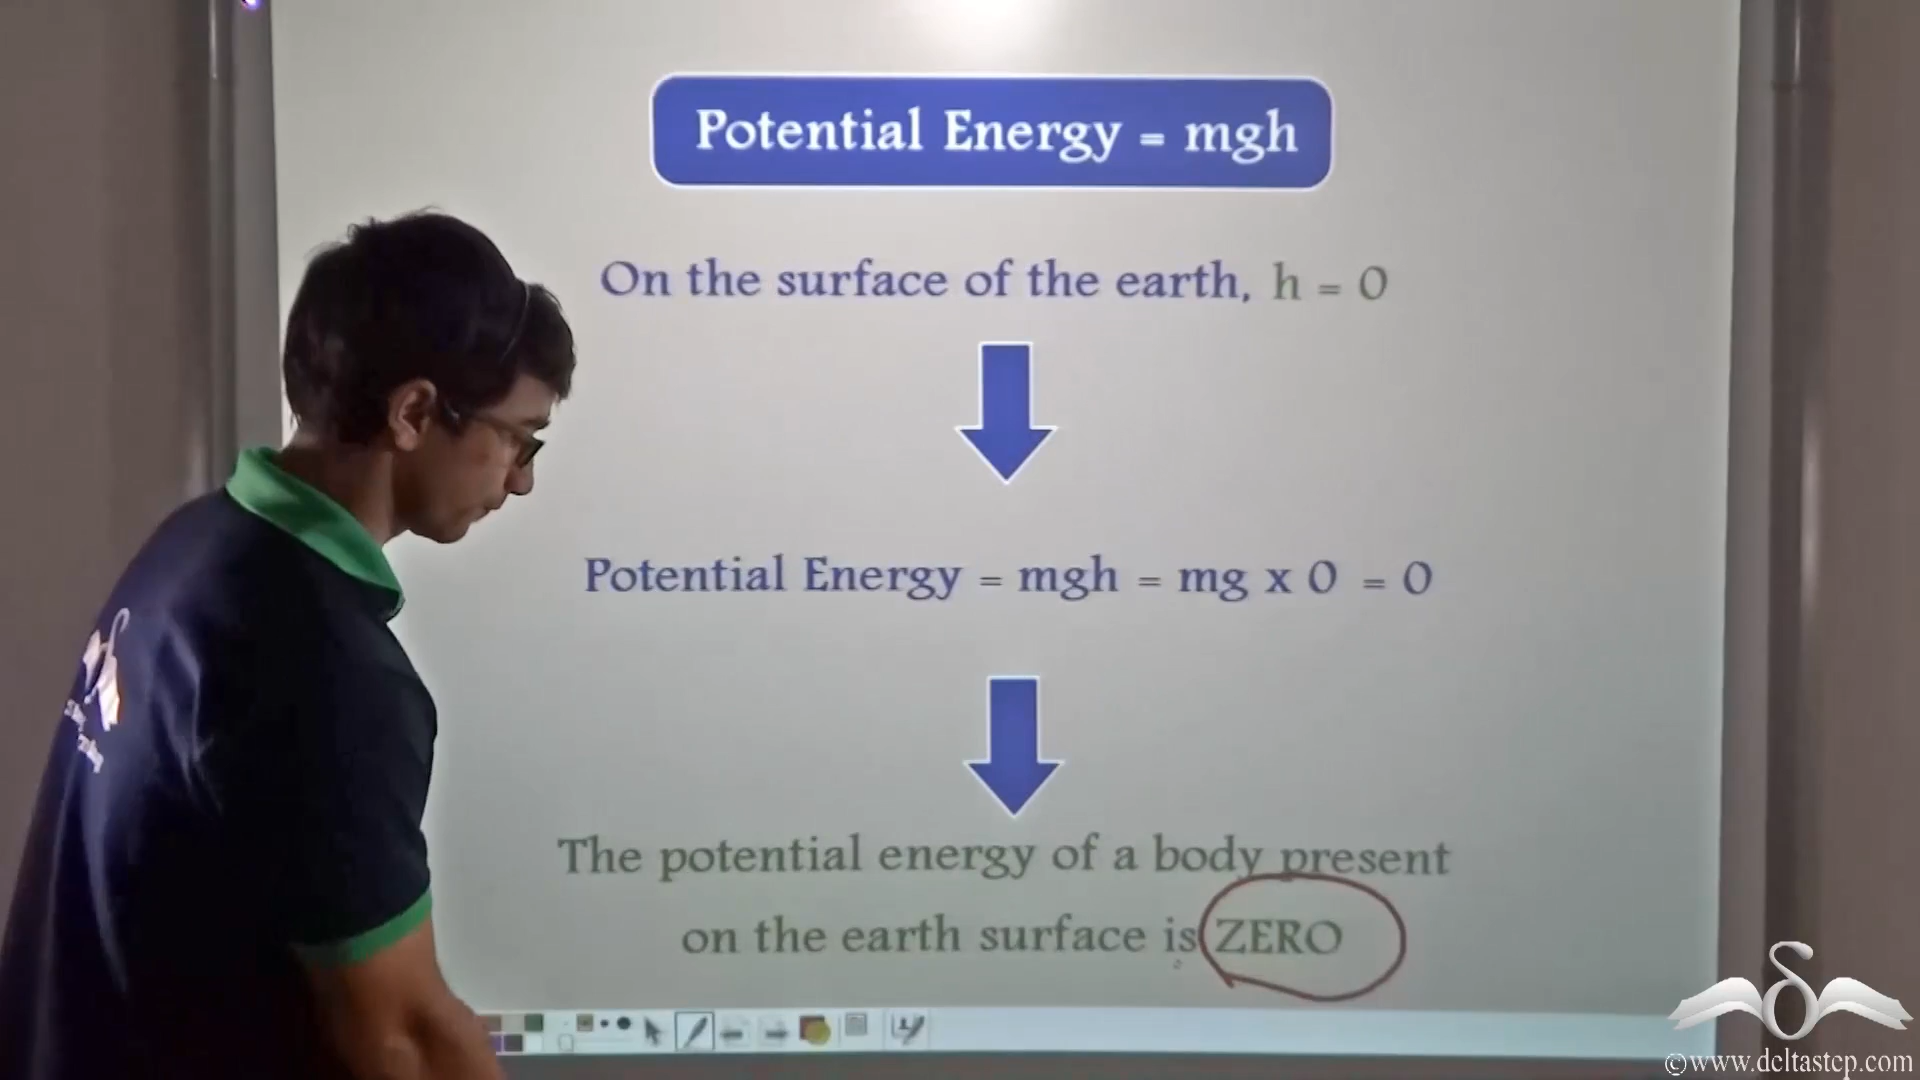 Potential Energy = mgh
On the surface of the earth, h = 0
Potential Energy = mgh = mg x 0 = 0
The potential energy of a body present
on the earth surface is ZERO
©www.deltastep.com